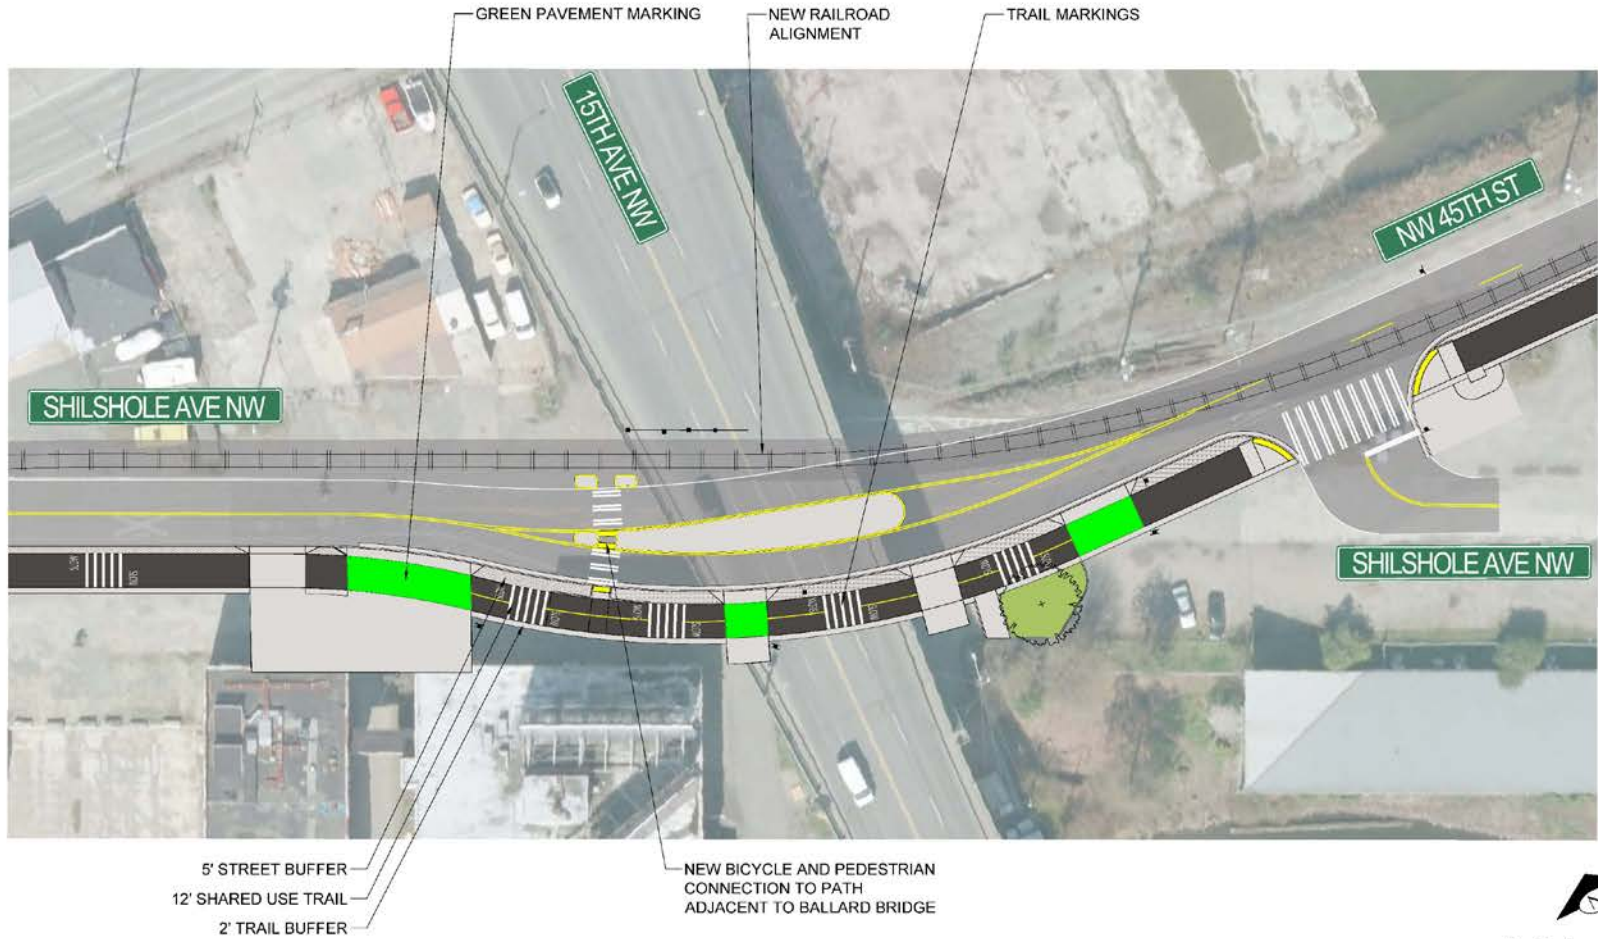 GREEN PAVEMENT MARKING
NEW RAILROAD
ALIGNMENT
TRAIL MARKINGS
15TH AVE NW
NW 45TH ST
SHILSHOLE AVE NW
SHILSHOLE AVE NW
5' STREET BUFFER
12' SHARED USE TRAIL
2' TRAIL BUFFER
NEW BICYCLE AND PEDESTRIAN
CONNECTION TO PATH
ADJACENT TO BALLARD BRIDGE